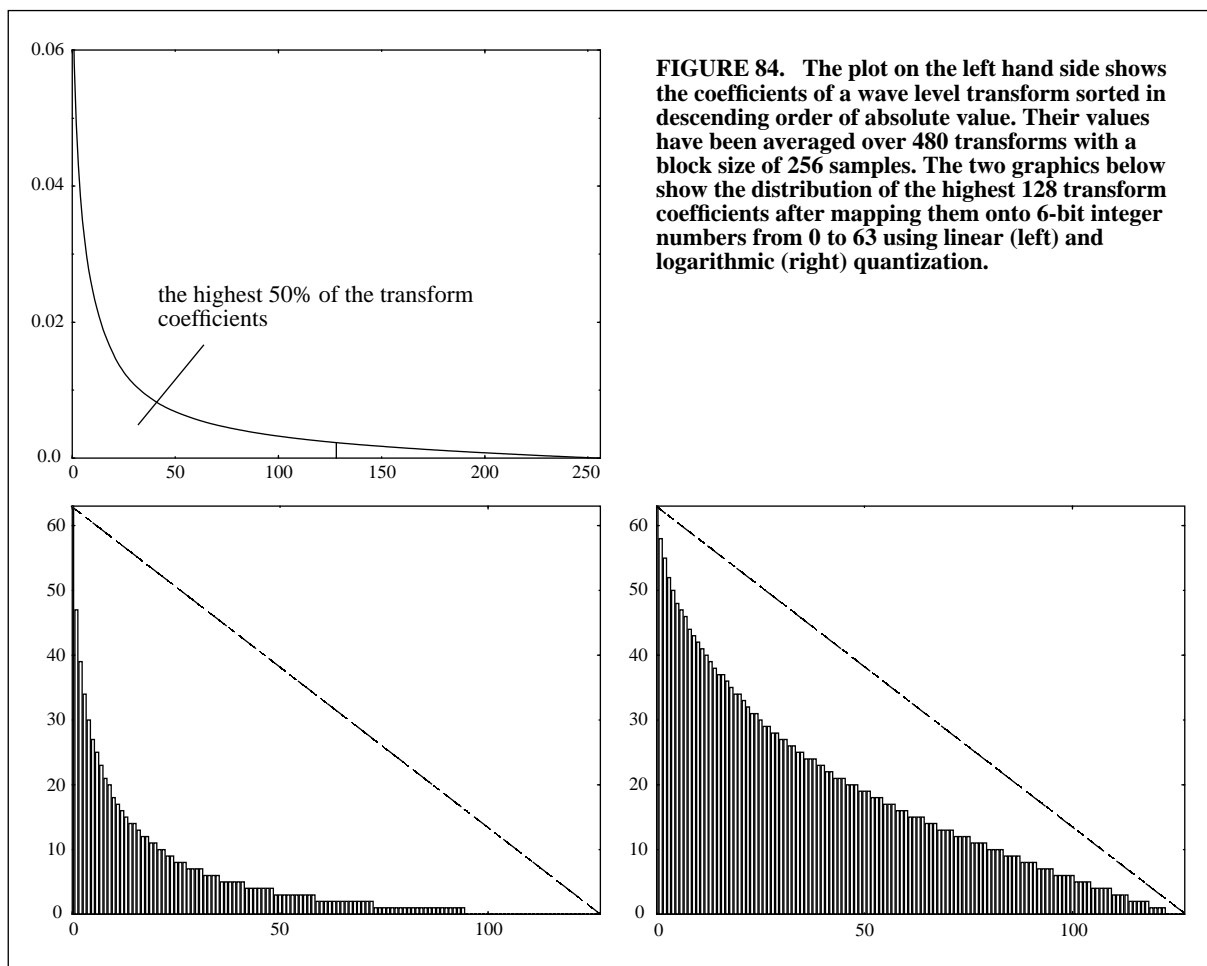 0.06
0.04
0.02
0.0
0 50 100 150 200 250
the highest 50% of the transform
coefficients
FIGURE 84. The plot on the left hand side shows
the coefficients of a wave level transform sorted in
descending order of absolute value. Their values
have been averaged over 480 transforms with a
block size of 256 samples. The two graphics below
show the distribution of the highest 128 transform
coefficients after mapping them onto 6-bit integer
numbers from 0 to 63 using linear (left) and
logarithmic (right) quantization.
60
50
40
30
20
10
0
0 50 100
60
50
40
30
20
10
0
0 50 100